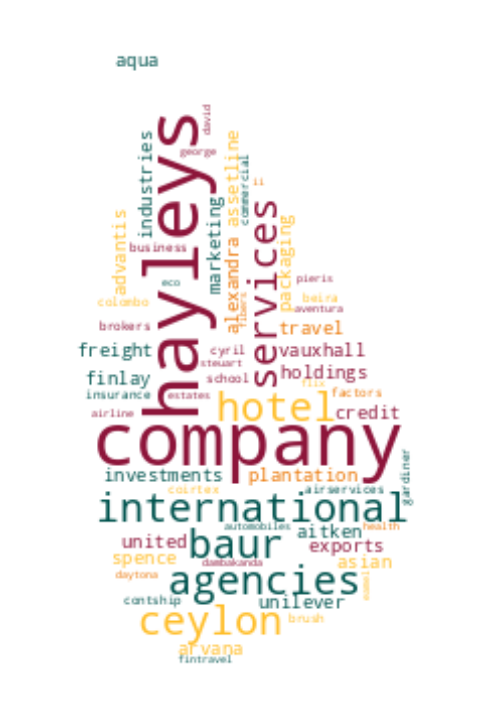 aqua
david
hayleys
george
industries
assetline
commercial
ii
marketing
services
advantis
packaging
alexandra
business
fibers
eco
pieris
colombo
beira
aventura
brokers
travel
freight
cyril
vauxhall
steuart
holdings
finlay
school
flix
insurance
estates
factors
hotel
airline
credit
company
gardiner
investments
plantation
coirtex
airservices
international
automobiles
health
aitken
baur
united
exports
spence
dambakanda
asian
daytona
agencies
contship
unilever
ceylon
brush
arvana
fintravel